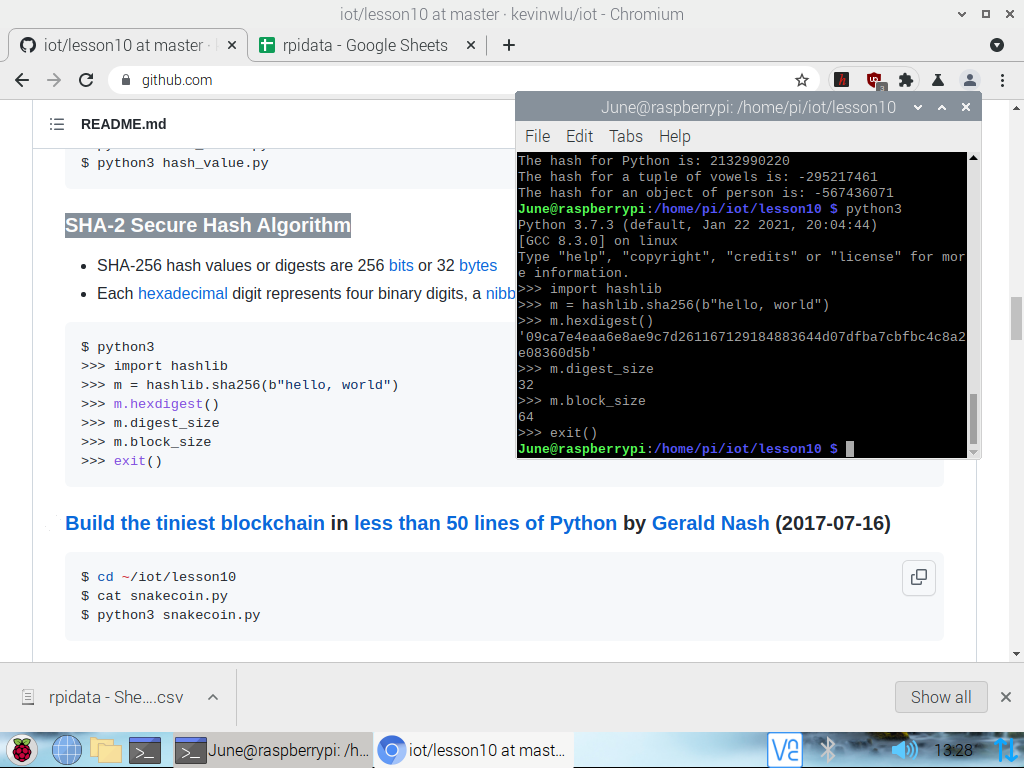 iot/lesson10 at master · kevinwlu/iot - Chromium
iot/lesson10 at master ·
rpidata - Google Sheets
github.com
README.md
$ python3 hash_value.py
SHA-2 Secure Hash Algorithm
• SHA-256 hash values or digests are 256 bits or 32 bytes
• Each hexadecimal digit represents four binary digits, a nibb
$ python3
>>> import hashlib
>>> m = hashlib.sha256(b"hello, world")
>>> m.hexdigest()
>>> m.digest_size
>>> m.block_size
>>> exit()
June@raspberrypi: /home/pi/iot/lesson10
File Edit Tabs Help
The hash for Python is: 2132990220
The hash for a tuple of vowels is: -295217461
The hash for an object of person is: -567436071
June@raspberrypi:/home/pi/iot/lesson10 $ python3
Python 3.7.3 (default, Jan 22 2021, 20:04:44)
[GCC 8.3.0] on linux
Type "help", "copyright", "credits" or "license" for mor
e information.
>>> import hashlib
>>> m = hashlib.sha256(b"hello, world")
>>> m.hexdigest()
'09ca7e4eaa6e8ae9c7d261167129184883644d07dfba7cbfbc4c8a2
e08360d5b'
>>> m.digest_size
32
>>> m.block_size
64
>>> exit()
June@raspberrypi:/home/pi/iot/lesson10 $
Build the tiniest blockchain in less than 50 lines of Python by Gerald Nash (2017-07-16)
$ cd ~/iot/lesson10
$ cat snakecoin.py
$ python3 snakecoin.py
rpidata - She....csv
Show all
June@raspberrypi: /h...
iot/lesson10 at mast...
13:28